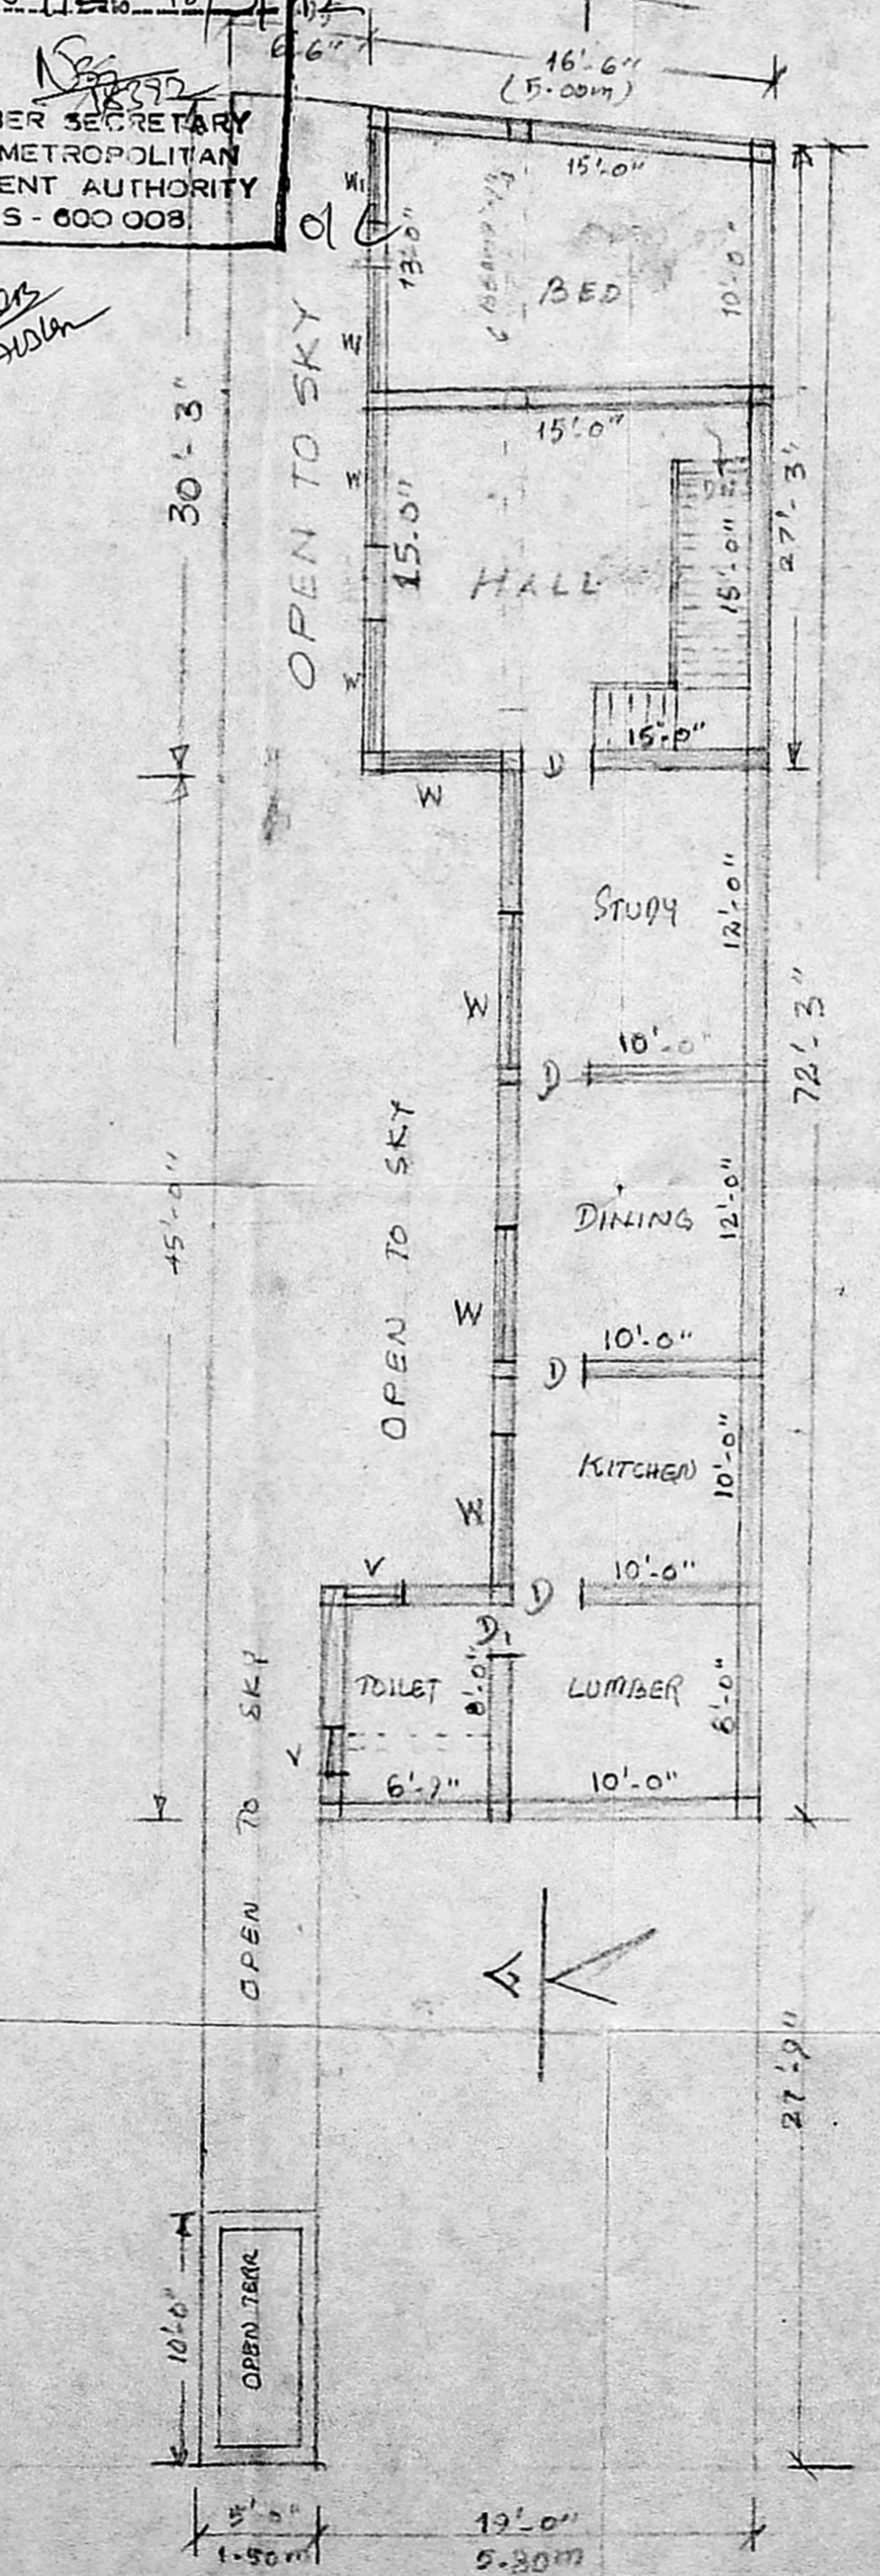 6'-6"
16'-6"
(5.00m)
BER SECRETARY
METROPOLITAN
ENT AUTHORITY
S - 600 008
W1
13'-0"
15'-0"
BED
10'-0"
30'-3"
OPEN TO SKY
W
15'-0"
W
15'-0"
HALL
15'-0"
27'-3"
W
15'-0"
W
D
STUDY
12'-0"
W
10'-0"
D
72'-3"
45'-0"
OPEN TO SKY
DINING
12'-0"
W
10'-0"
D
KITCHEN
10'-0"
W
V
10'-0"
D
D1
TOILET
8'-0"
LUMBER
8'-0"
V
6'-9"
10'-0"
OPEN TO SKY
27'-9"
10'-0"
OPEN TERR
5'-0"
1.50m
19'-0"
5.80m